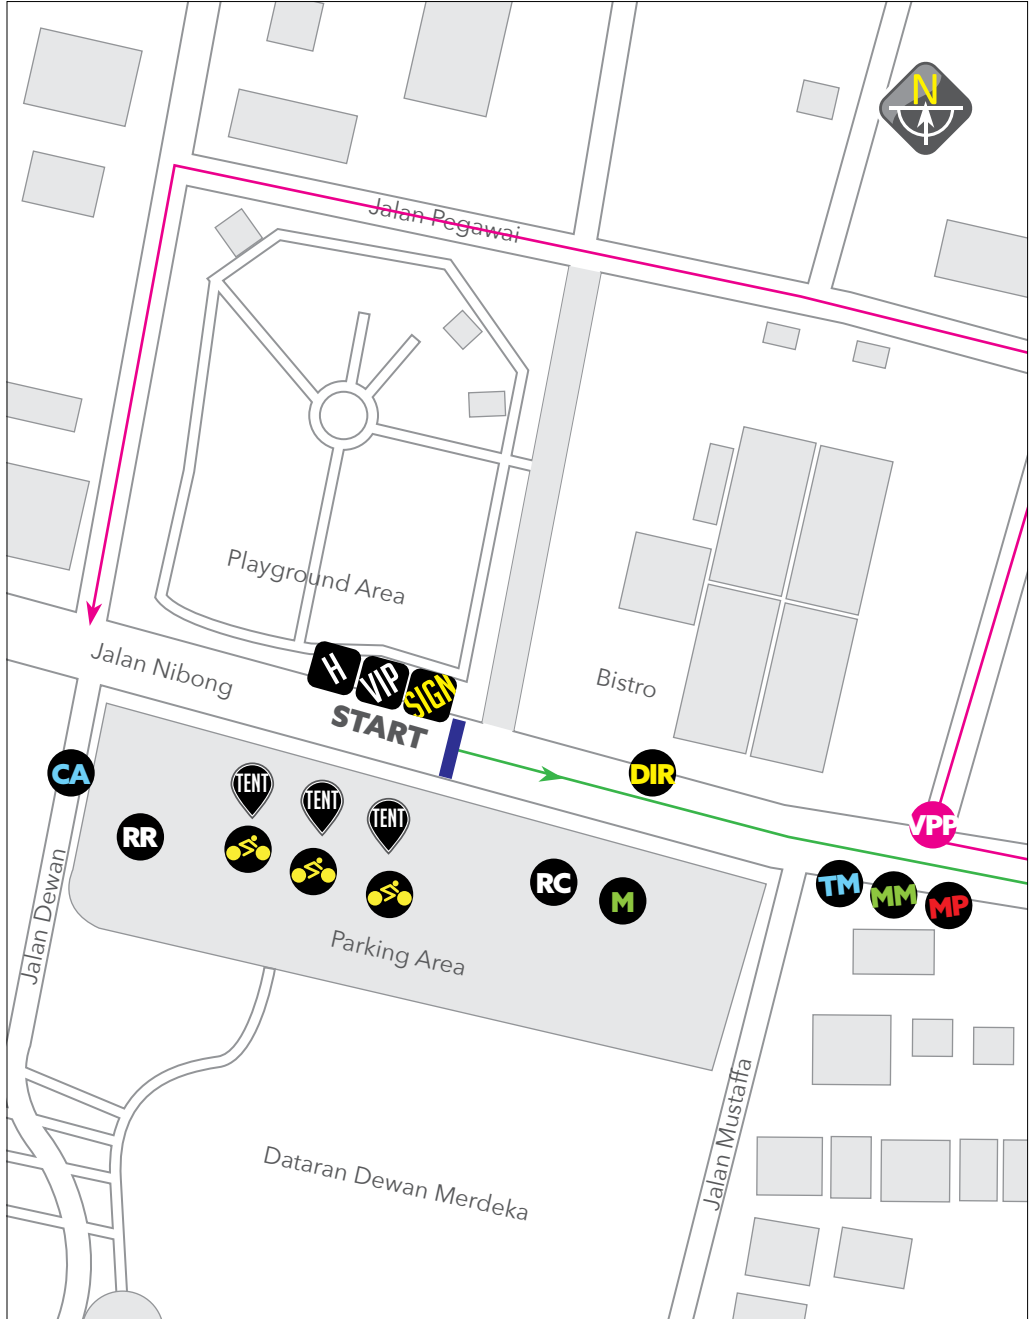 N
Jalan Pegawai
Playground Area
Jalan Nibong
H
VIP
SIGN
START
Bistro
CA
DIR
TENT
TENT
TENT
VPP
RR
RC
M
TM
MM
MP
Jalan Dewan
Parking Area
Jalan Mustaffa
Dataran Dewan Merdeka